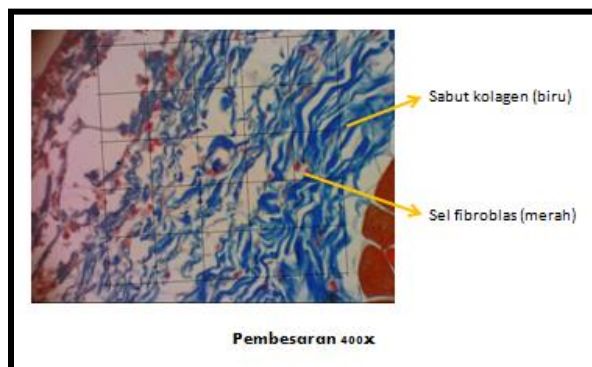 Sabut kolagen (biru)
Sel fibroblas (merah)
Pembesaran 400x